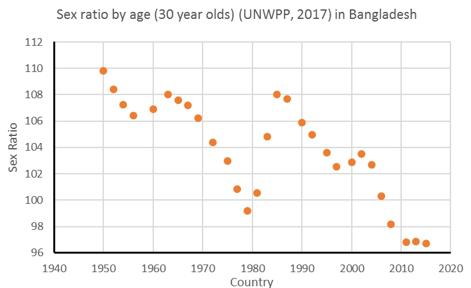 Sex ratio by age (30 year olds) (UNWPP, 2017) in Bangladesh
112
110
108
106
104
102
100
98
96
Sex Ratio
1940 1950 1960 1970 1980 1990 2000 2010 2020
Country